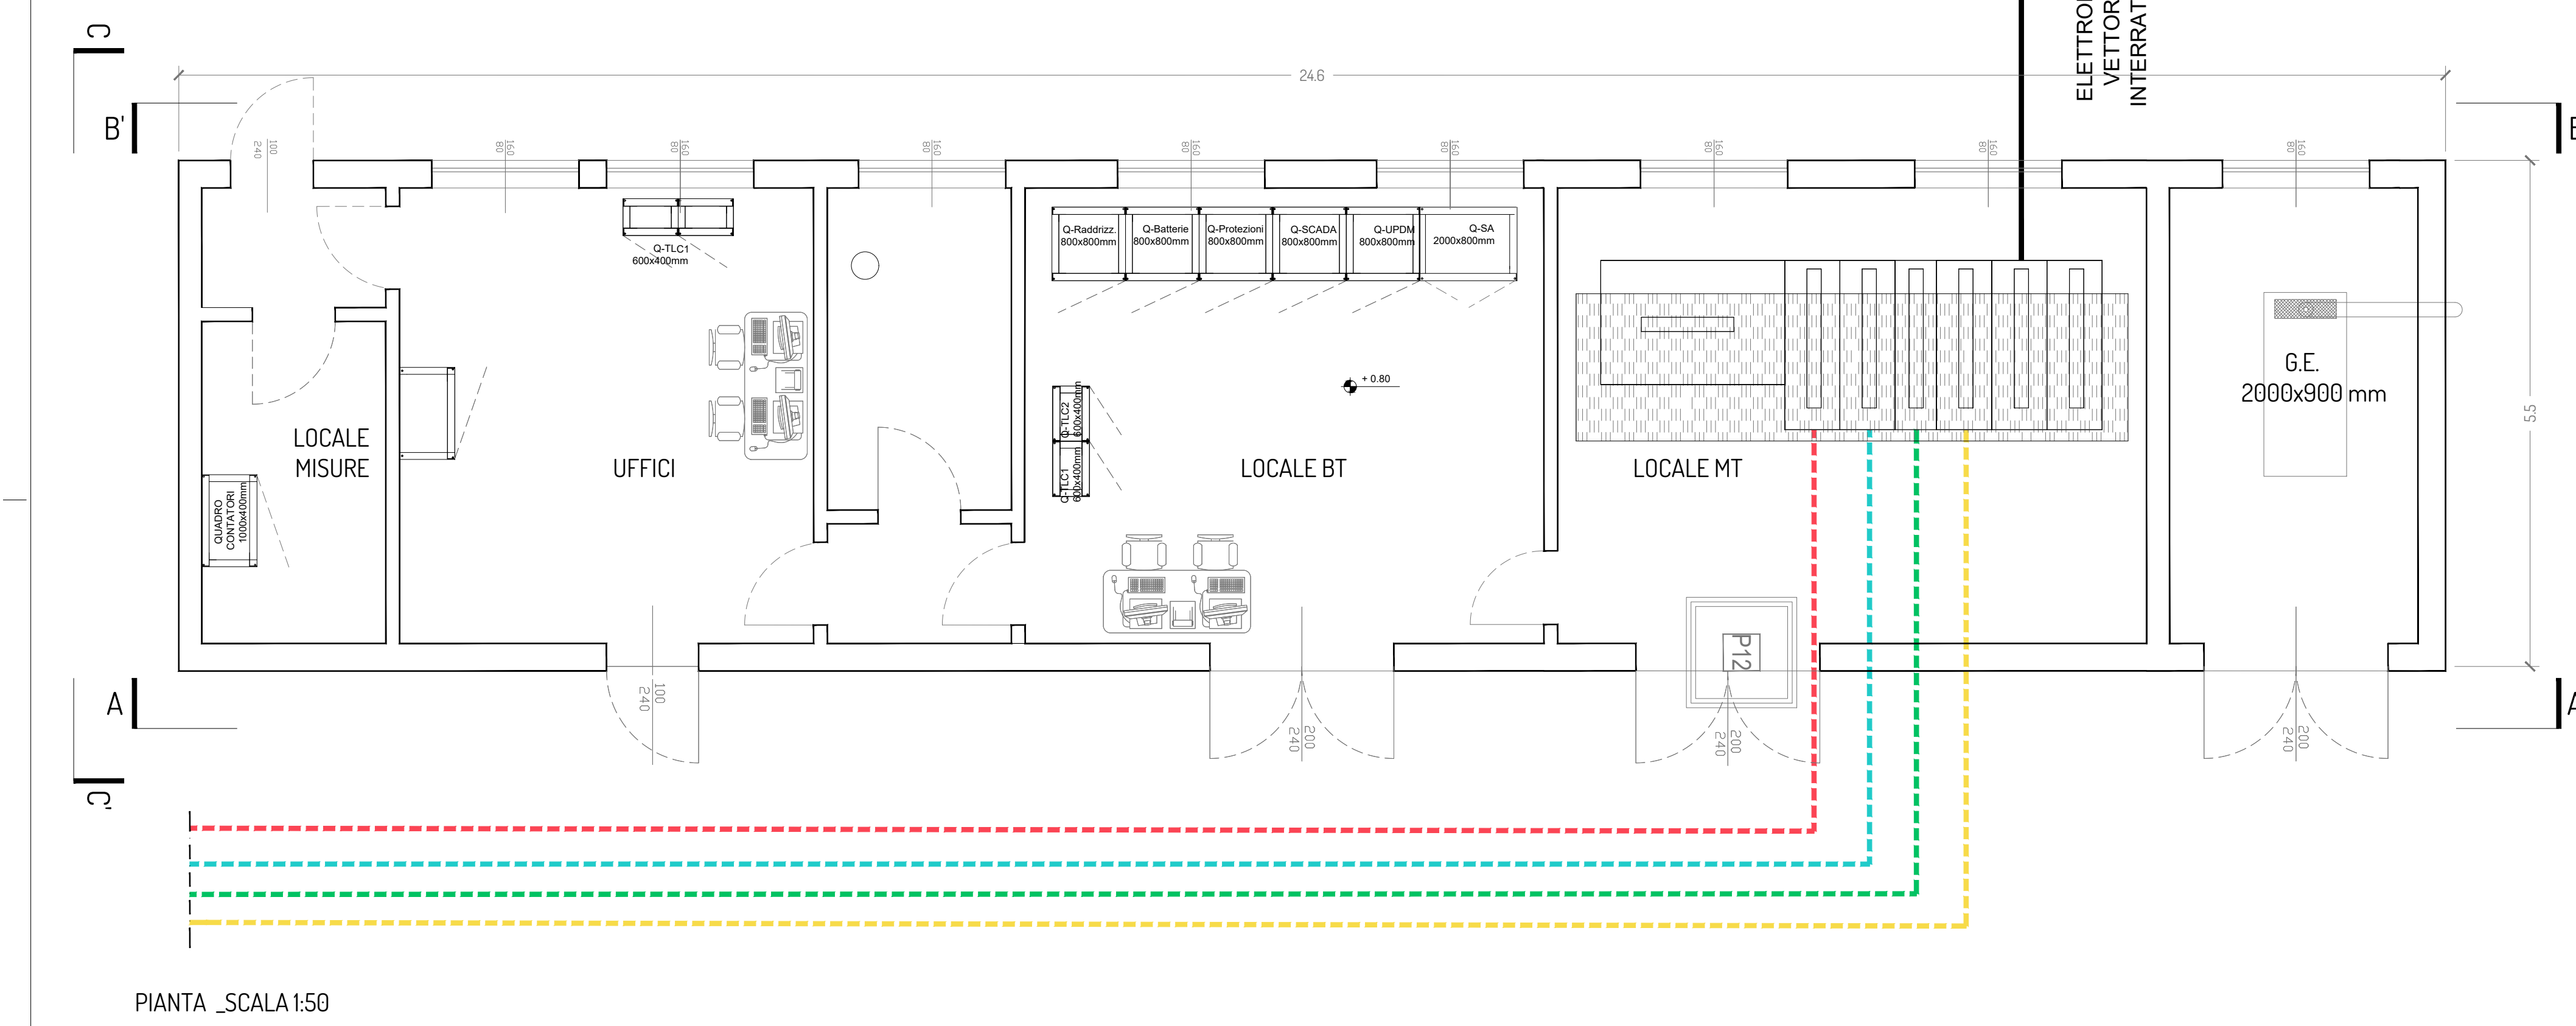 C
ELETTRO
VETTOR
INTERRAT
24.6
B'
100
240
160
80
160
80
160
80
160
80
160
80
160
80
160
80
160
80
Q-TLC1
600x400mm
Q-Raddrizz.
800x800mm
Q-Batterie
800x800mm
Q-Protezioni
800x800mm
Q-SCADA
800x800mm
Q-UPDM
800x800mm
Q-SA
2000x800mm
+ 0.80
Q-TLC2
600x400mm
Q-TLC1
600x400mm
G.E.
2000x900 mm
5.5
LOCALE
MISURE
UFFICI
LOCALE BT
LOCALE MT
QUADRO
CONTATORI
1000x400mm
P12
A
A
100
240
200
240
200
240
200
240
C'
PIANTA _SCALA 1:50